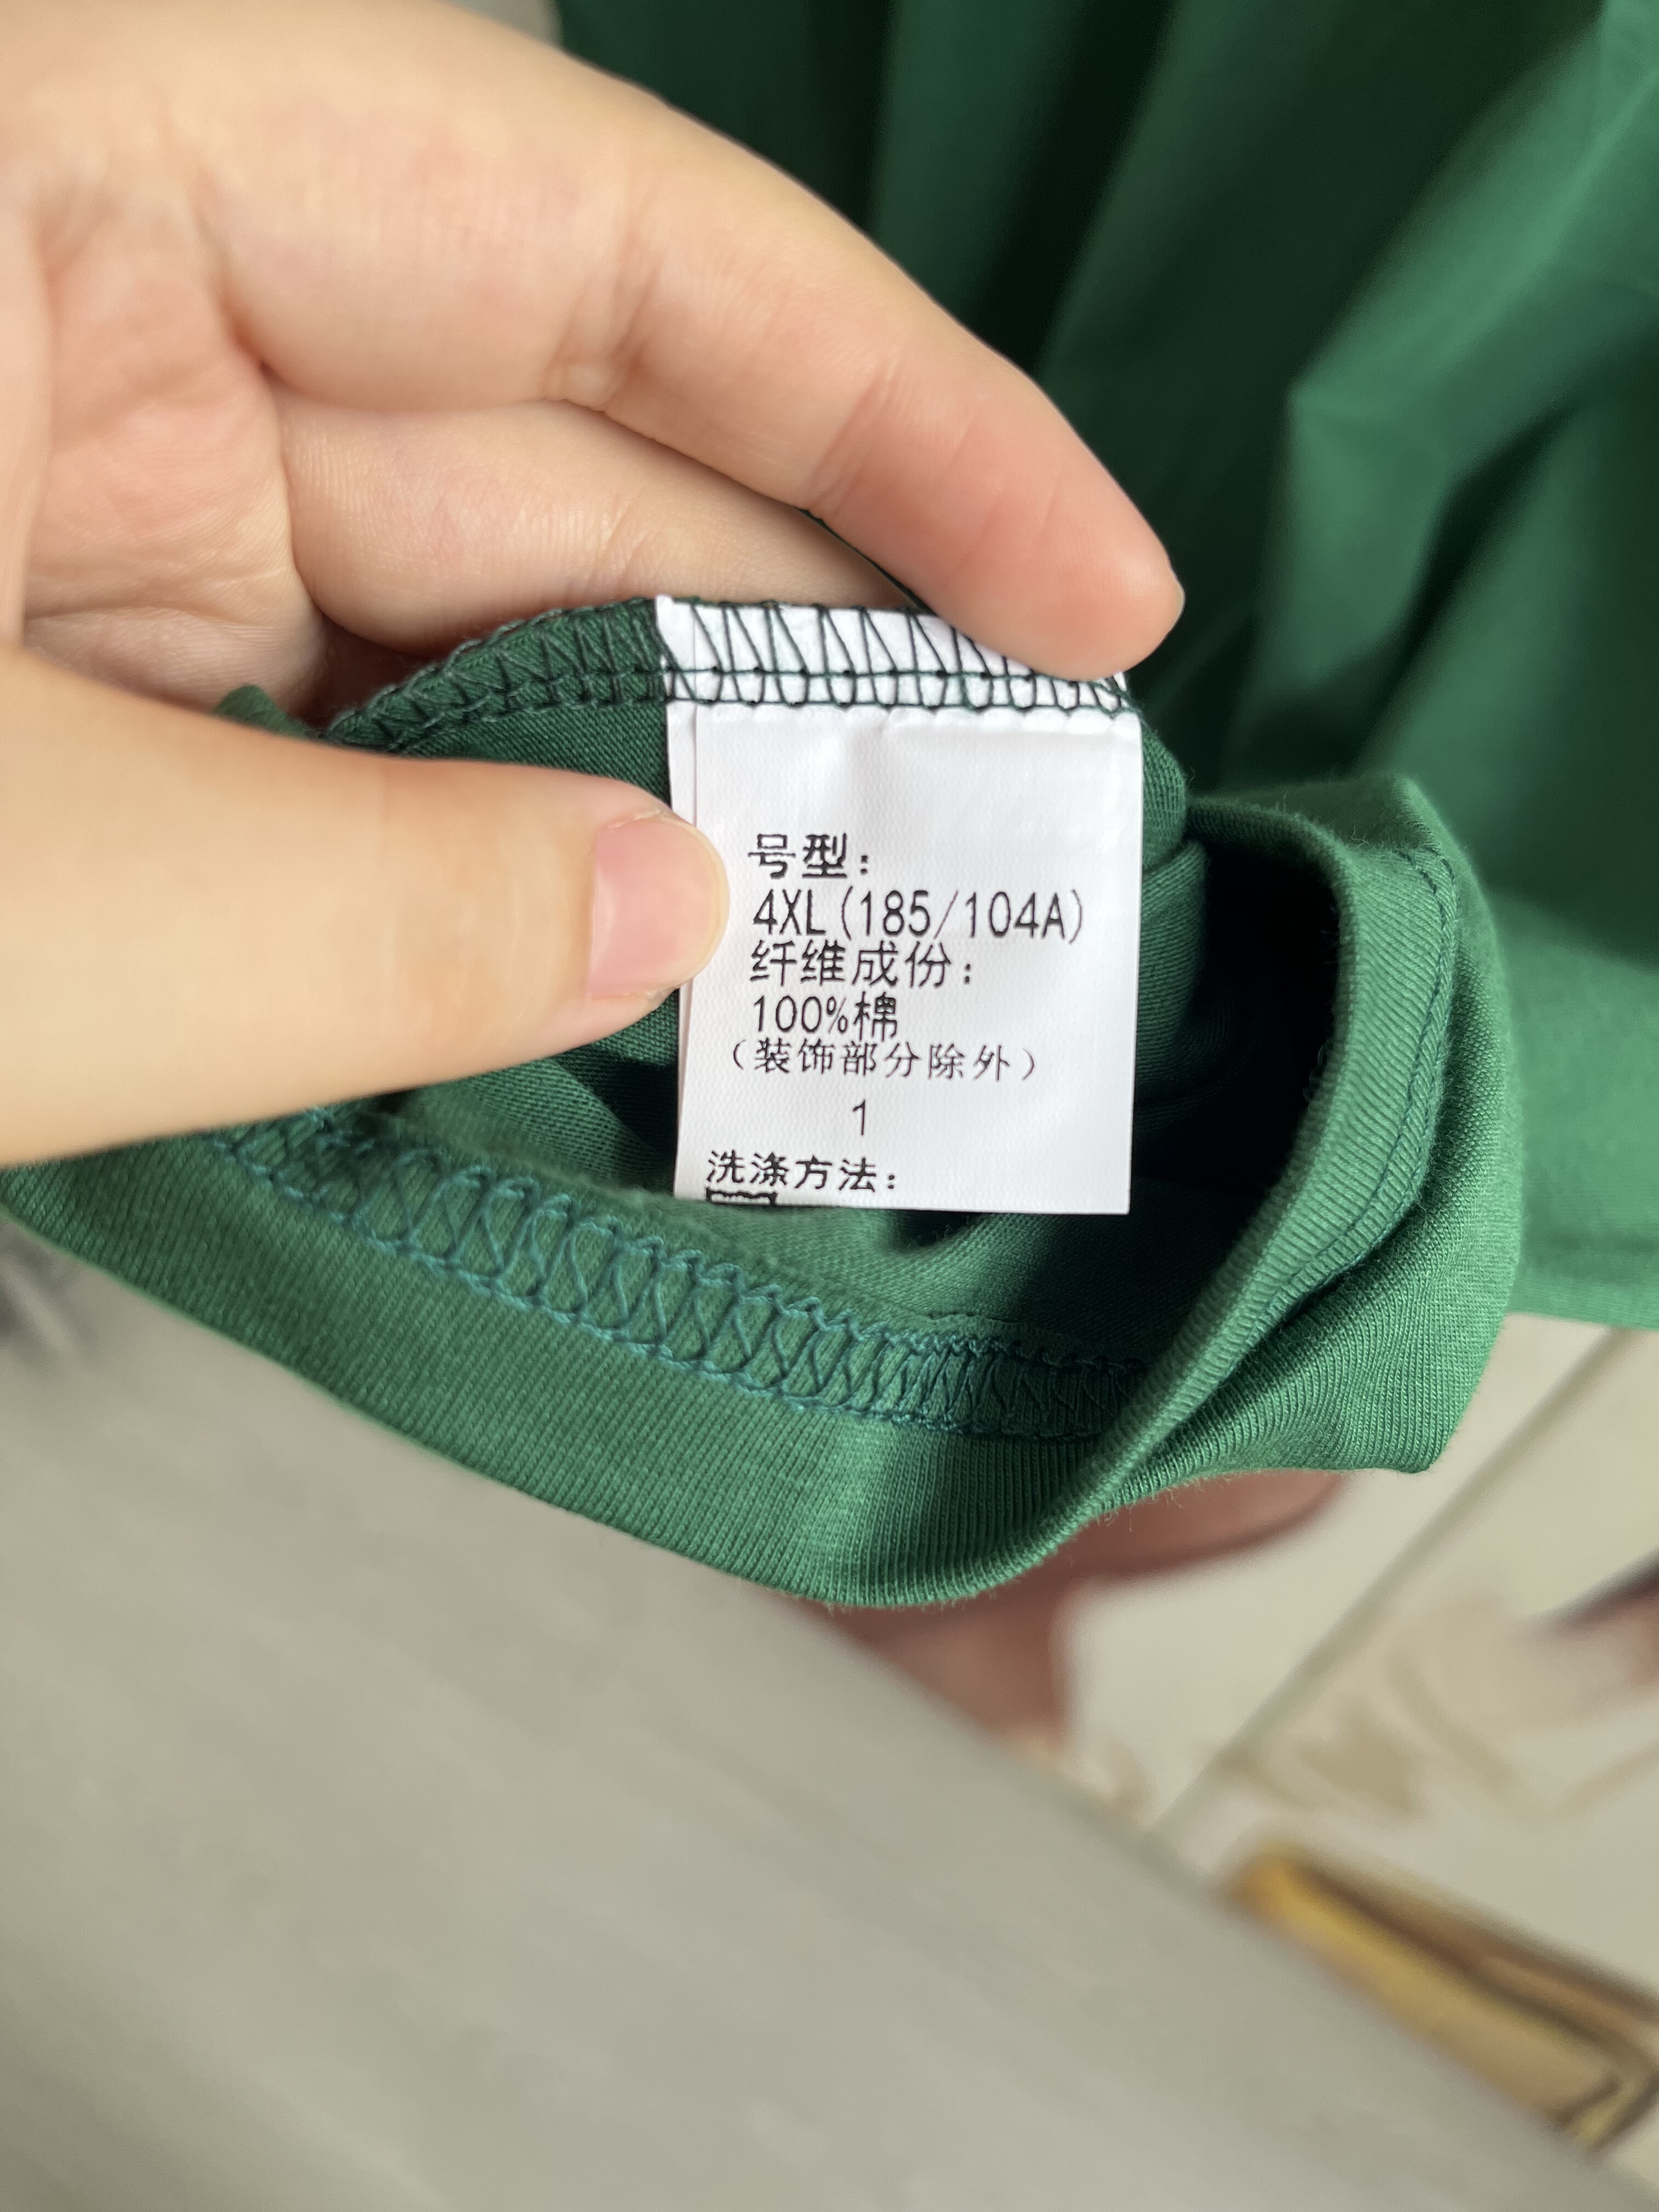 号型：
4XL(185/104A)
纤维成份：
100%棉
（装饰部分除外）
1
洗涤方法：